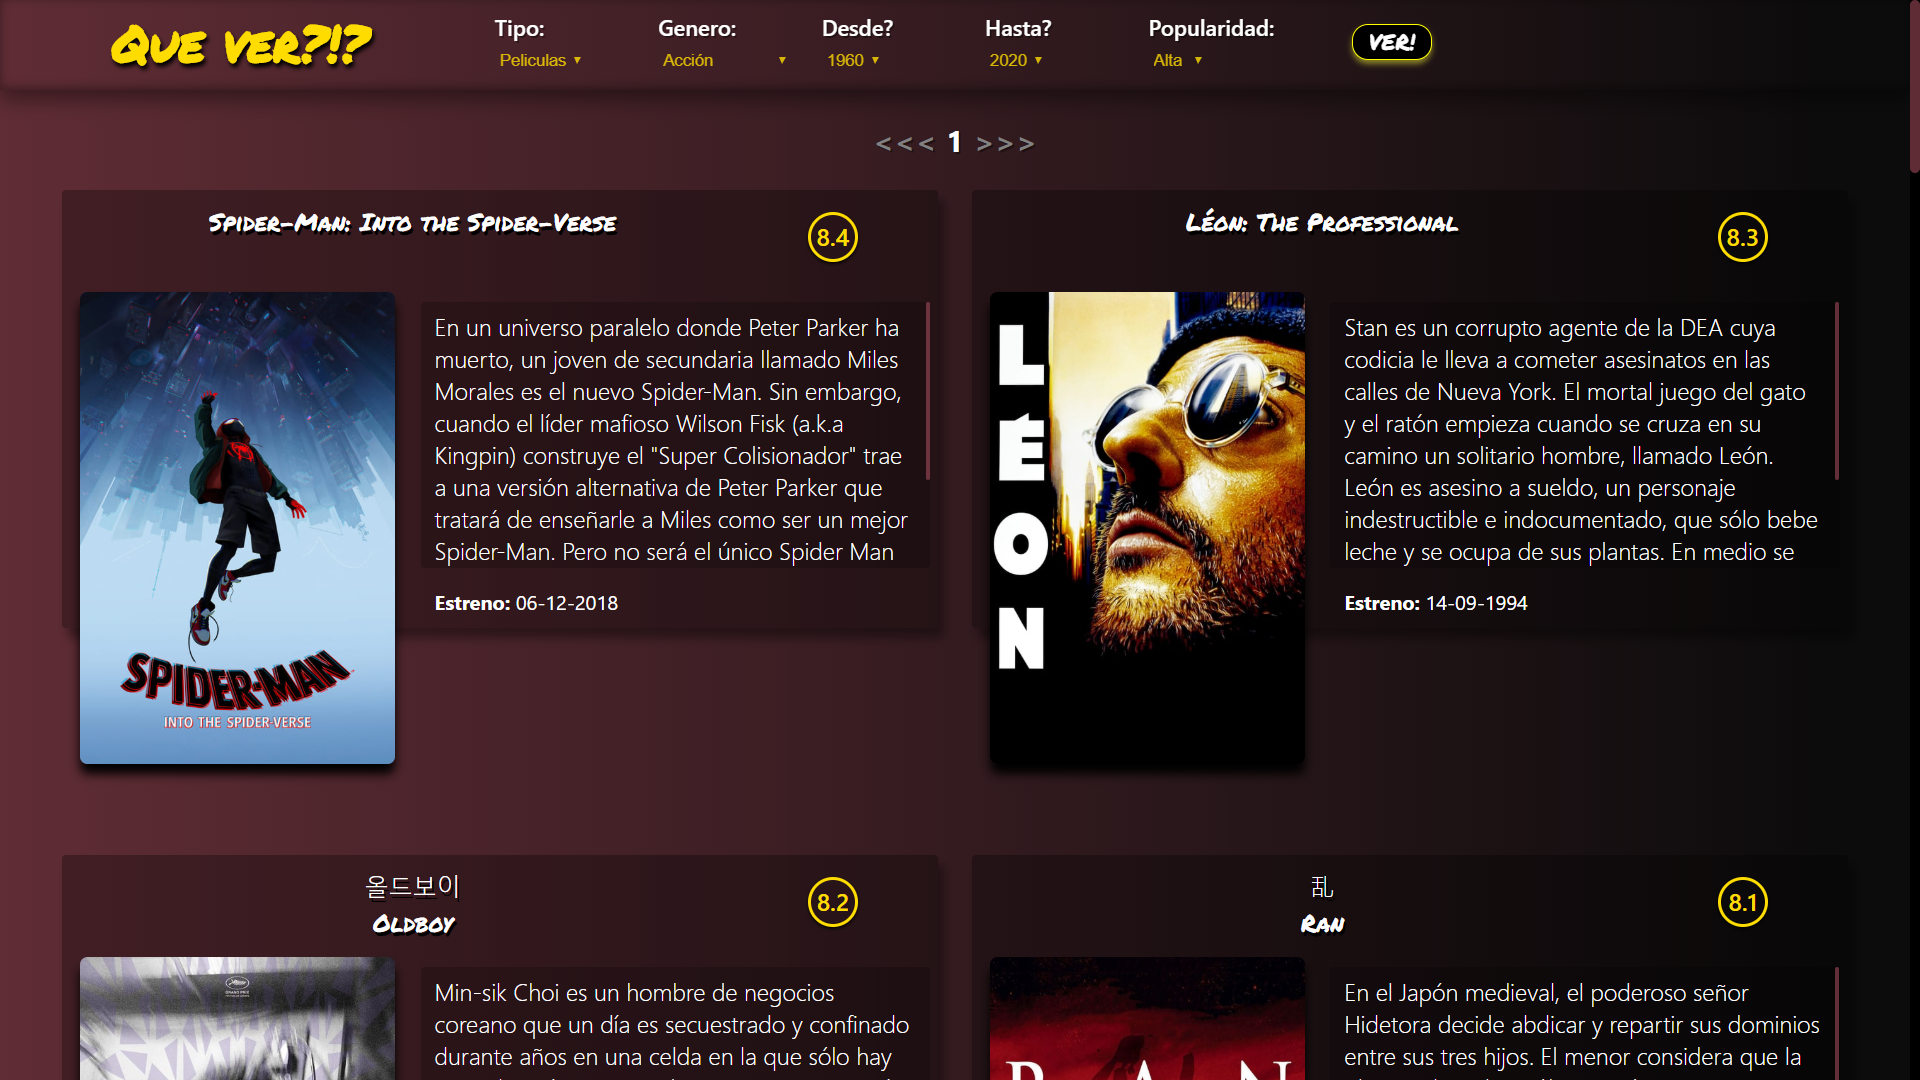 Que ver?!?
Tipo:
Peliculas ▾
Genero:
Acción ▾
Desde?
1960 ▾
Hasta?
2020 ▾
Popularidad:
Alta ▾
VER!
<<< 1 >>>
Spider-Man: Into the Spider-Verse
8.4
SPIDER-MAN
INTO THE SPIDER-VERSE
En un universo paralelo donde Peter Parker ha
muerto, un joven de secundaria llamado Miles
Morales es el nuevo Spider-Man. Sin embargo,
cuando el líder mafioso Wilson Fisk (a.k.a
Kingpin) construye el "Super Colisionador" trae
a una versión alternativa de Peter Parker que
tratará de enseñarle a Miles como ser un mejor
Spider-Man. Pero no será el único Spider Man
Estreno: 06-12-2018
Léon: The Professional
8.3
LÉON
Stan es un corrupto agente de la DEA cuya
codicia le lleva a cometer asesinatos en las
calles de Nueva York. El mortal juego del gato
y el ratón empieza cuando se cruza en su
camino un solitario hombre, llamado León.
León es asesino a sueldo, un personaje
indestructible e indocumentado, que sólo bebe
leche y se ocupa de sus plantas. En medio se
Estreno: 14-09-1994
올드보이
Oldboy
8.2
Min-sik Choi es un hombre de negocios
coreano que un día es secuestrado y confinado
durante años en una celda en la que sólo hay
乱
Ran
8.1
RAN
En el Japón medieval, el poderoso señor
Hidetora decide abdicar y repartir sus dominios
entre sus tres hijos. El menor considera que la